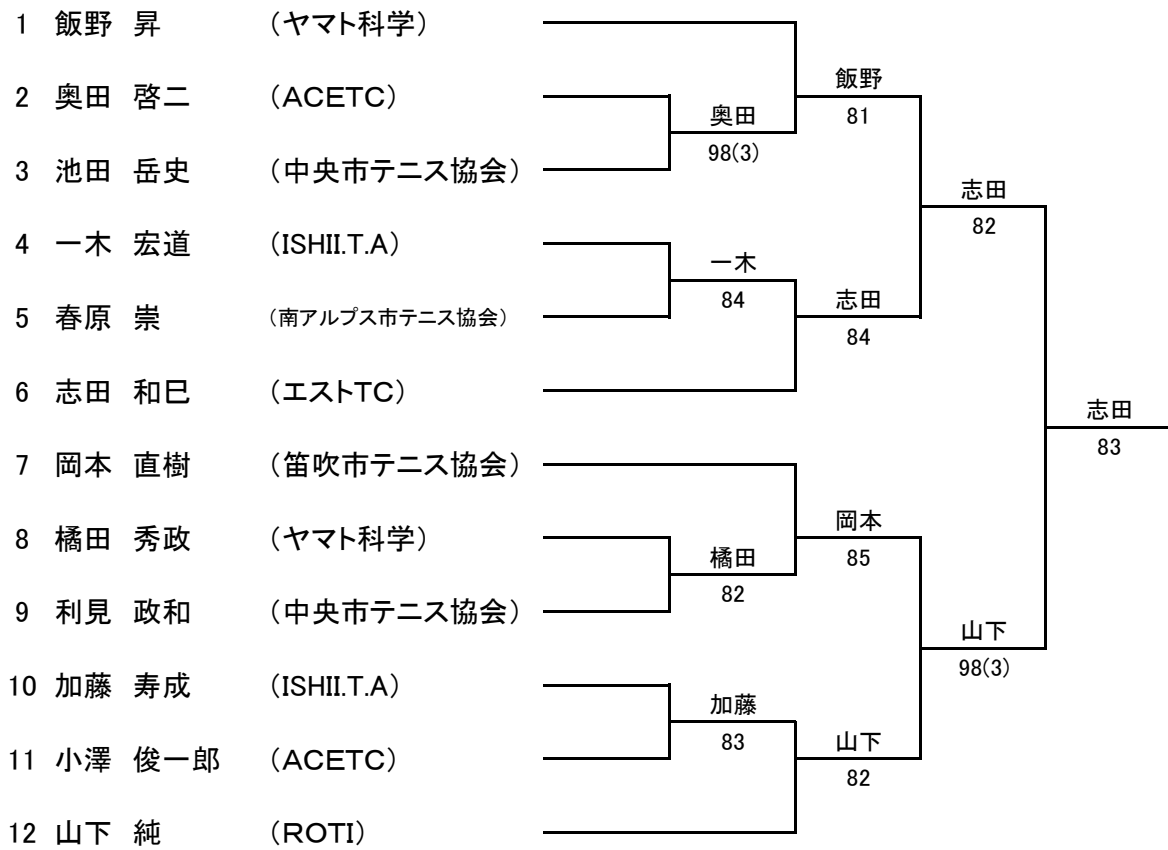 1 飯野 昇 (ヤマト科学)
飯野
2 奥田 啓二 (ACETC)
奥田
81
98(3)
3 池田 岳史 (中央市テニス協会)
志田
82
4 一木 宏道 (ISHII.T.A)
一木
84
志田
5 春原 崇 (南アルプス市テニス協会)
84
6 志田 和巳 (エストTC)
志田
83
7 岡本 直樹 (笛吹市テニス協会)
岡本
8 橘田 秀政 (ヤマト科学)
橘田
85
82
9 利見 政和 (中央市テニス協会)
山下
98(3)
10 加藤 寿成 (ISHII.T.A)
加藤
83
山下
11 小澤 俊一郎 (ACETC)
82
12 山下 純 (ROTI)